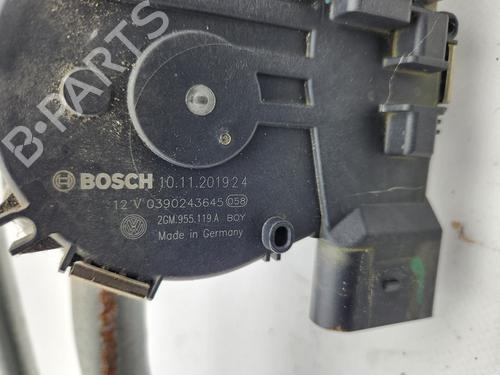 B-PARTS
BOSCH 10.11.2019 24
12 V 0390243645 058
2GM.955.119 A BOY
Made in Germany